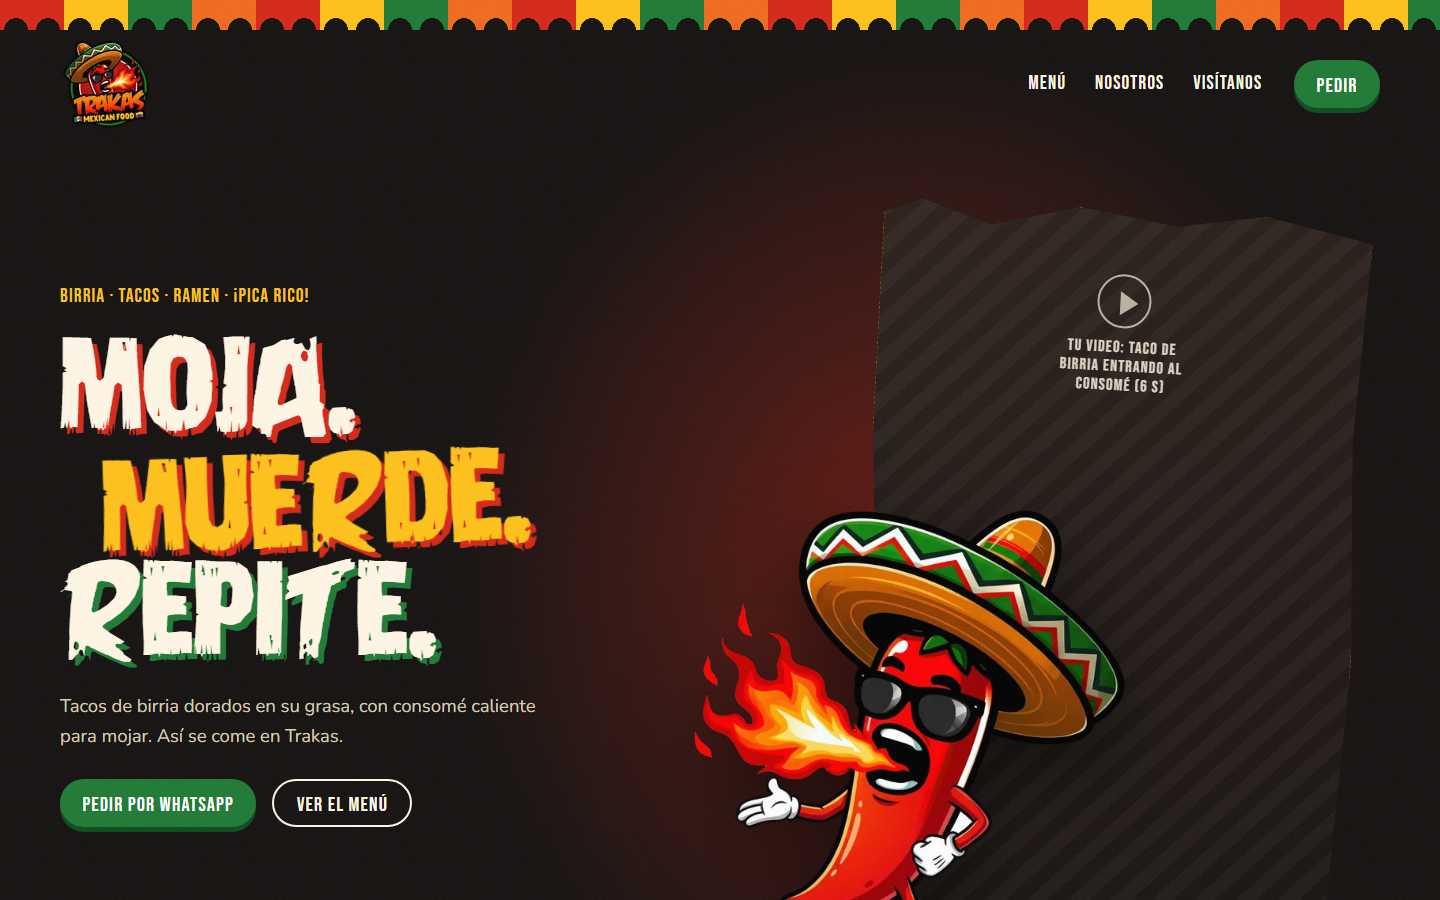 TRAKAS
MEXICAN FOOD
MENÚ
NOSOTROS
VISÍTANOS
PEDIR
BIRRIA · TACOS · RAMEN · ¡PICA RICO!
MOJA.
MUERDE.
REPITE.
Tacos de birria dorados en su grasa, con consomé caliente
para mojar. Así se come en Trakas.
PEDIR POR WHATSAPP
VER EL MENÚ
TU VIDEO: TACO DE
BIRRIA ENTRANDO AL
CONSOMÉ (6 S)